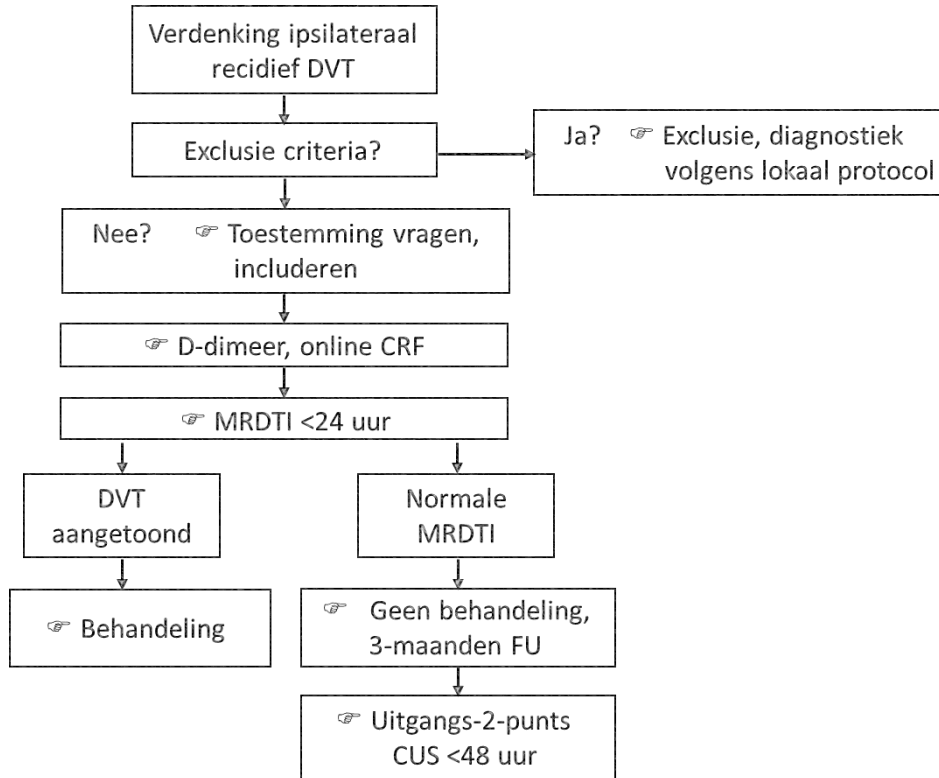 Verdenking ipsilateraal
recidief DVT
Exclusie criteria?
Ja? ☞ Exclusie, diagnostiek
volgens lokaal protocol
Nee? ☞ Toestemming vragen,
includeren
☞ D-dimeer, online CRF
☞ MRDTI <24 uur
DVT
aangetoond
Normale
MRDTI
☞ Behandeling
☞ Geen behandeling,
3-maanden FU
☞ Uitgangs-2-punts
CUS <48 uur